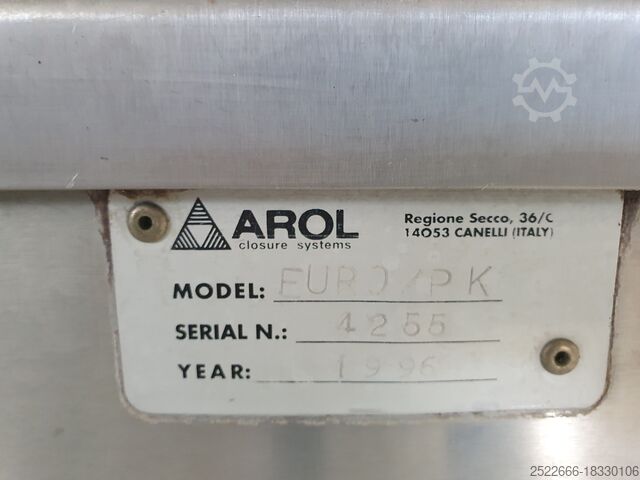 AROL
closure systems
Regione Secco, 36/C
14053 CANELLI (ITALY)
MODEL: EURO/PK
SERIAL N.: 4255
YEAR: 1996
2522666-18330106